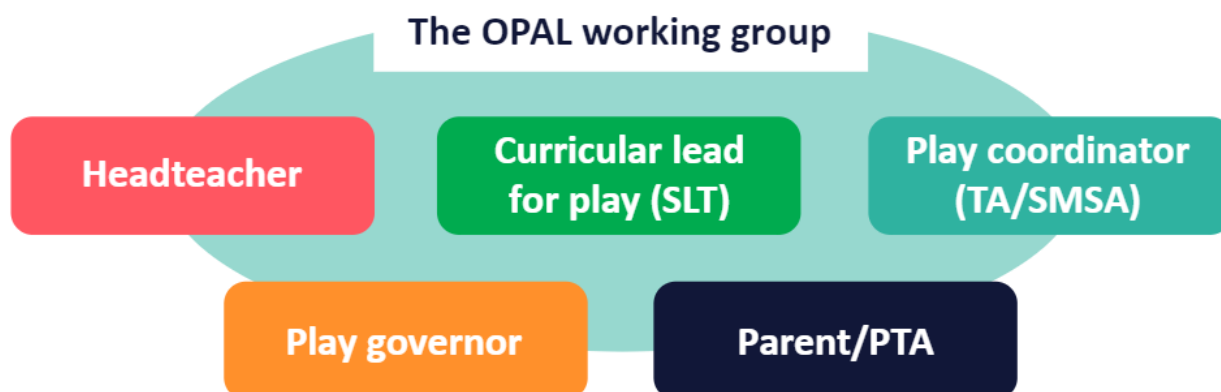 The OPAL working group
Headteacher
Curricular lead
for play (SLT)
Play coordinator
(TA/SMSA)
Play governor
Parent/PTA